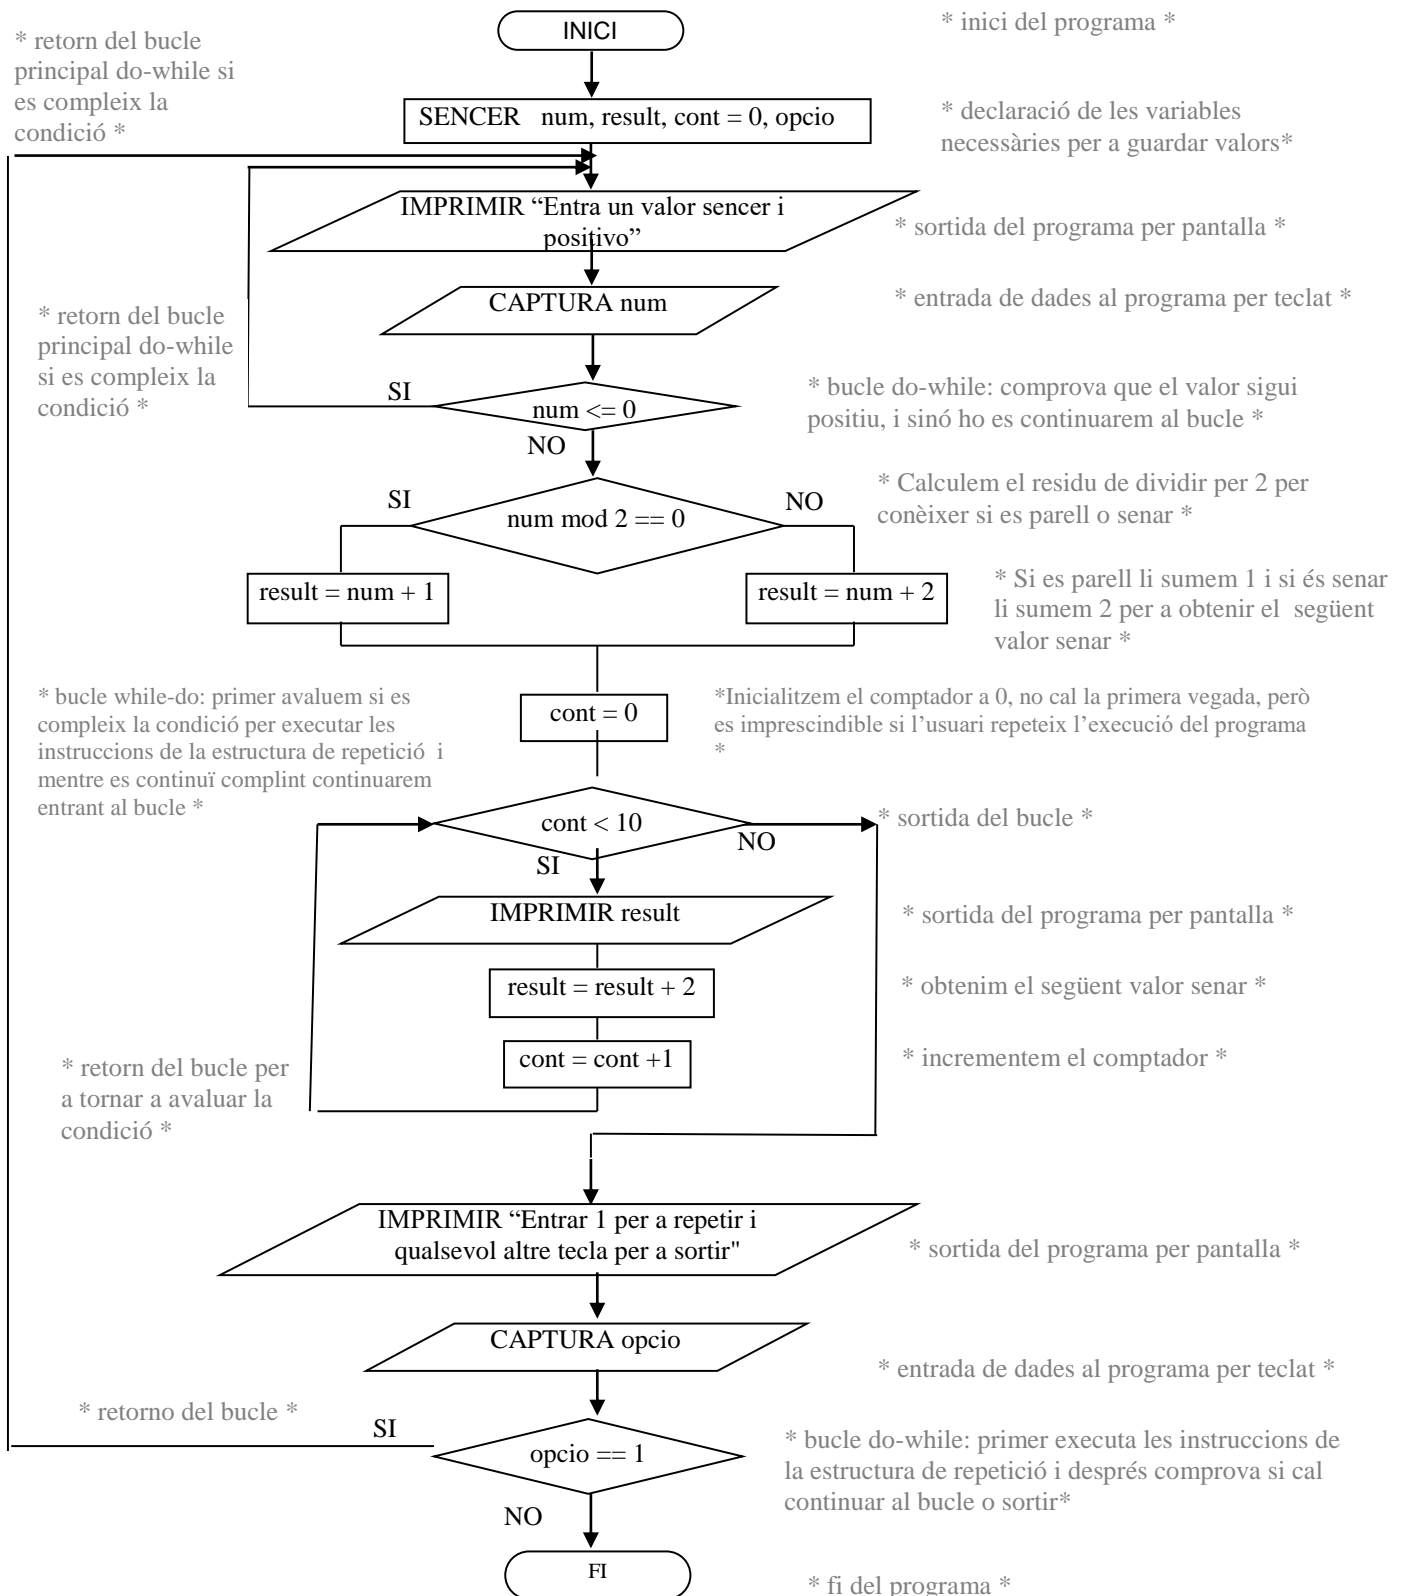 INICI
* inici del programa *
* retorn del bucle
principal do-while si
es compleix la
condició *
SENCER   num, result, cont = 0, opcio
* declaració de les variables
necessàries per a guardar valors*
IMPRIMIR “Entra un valor sencer i
positivo”
* sortida del programa per pantalla *
CAPTURA num
* entrada de dades al programa per teclat *
* retorn del bucle
principal do-while
si es compleix la
condició *
SI
num <= 0
NO
* bucle do-while: comprova que el valor sigui
positiu, i sinó ho es continuarem al bucle *
SI
num mod 2 == 0
NO
* Calculem el residu de dividir per 2 per
conèixer si es parell o senar *
result = num + 1
result = num + 2
* Si es parell li sumem 1 i si és senar
li sumem 2 per a obtenir el  següent
valor senar *
* bucle while-do: primer avaluem si es
compleix la condició per executar les
instruccions de la estructura de repetició  i
mentre es continuï complint continuarem
entrant al bucle *
cont = 0
*Inicialitzem el comptador a 0, no cal la primera vegada, però
es imprescindible si l’usuari repeteix l’execució del programa
*
cont < 10
NO
SI
* sortida del bucle *
IMPRIMIR result
* sortida del programa per pantalla *
result = result + 2
* obtenim el següent valor senar *
cont = cont +1
* incrementem el comptador *
* retorn del bucle per
a tornar a avaluar la
condició *
IMPRIMIR “Entrar 1 per a repetir i
qualsevol altre tecla per a sortir"
* sortida del programa per pantalla *
CAPTURA opcio
* entrada de dades al programa per teclat *
* retorno del bucle *
SI
opcio == 1
NO
* bucle do-while: primer executa les instruccions de
la estructura de repetició i després comprova si cal
continuar al bucle o sortir*
FI
* fi del programa *